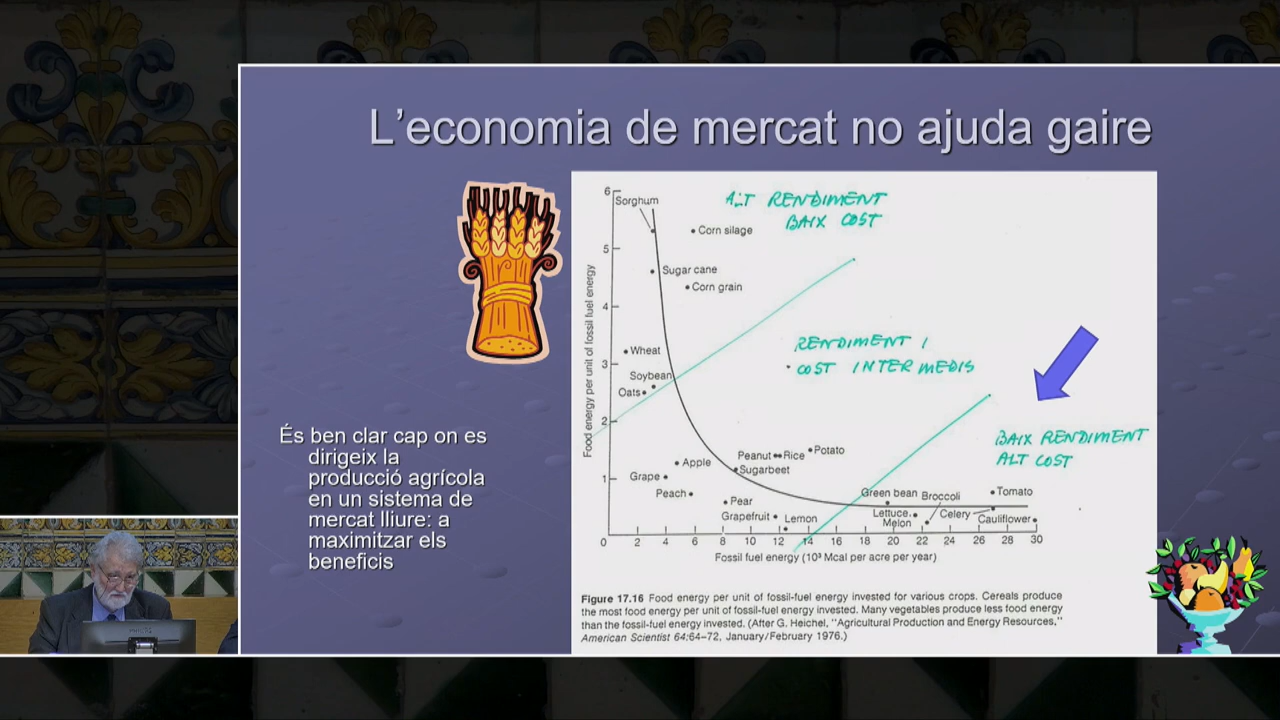 L'economia de mercat no ajuda gaire
És ben clar cap on es
dirigeix la
producció agrícola
en un sistema de
mercat lliure: a
maximitzar els
beneficis
ALT RENDIMENT
BAIX COST
RENDIMENT I
COST INTERMEDIS
BAIX RENDIMENT
ALT COST
Food energy per unit of fossil fuel energy
6
5
4
3
2
1
Sorghum
Corn silage
Sugar cane
Corn grain
Wheat
Soybean
Oats
Apple
Grape
Peach
Peanut
Rice
Potato
Sugarbeet
Pear
Grapefruit
Lemon
Green bean
Broccoli
Tomato
Lettuce
Melon
Celery
Cauliflower
0 2 4 6 8 10 12 14 16 18 20 22 24 26 28 30
Fossil fuel energy (10³ Mcal per acre per year)
Figure 17.16 Food energy per unit of fossil-fuel energy invested for various crops. Cereals produce
the most food energy per unit of fossil-fuel energy invested. Many vegetables produce less food energy
than the fossil-fuel energy invested. (After G. Heichel, "Agricultural Production and Energy Resources,"
American Scientist 64:64–72, January/February 1976.)
PHILIPS